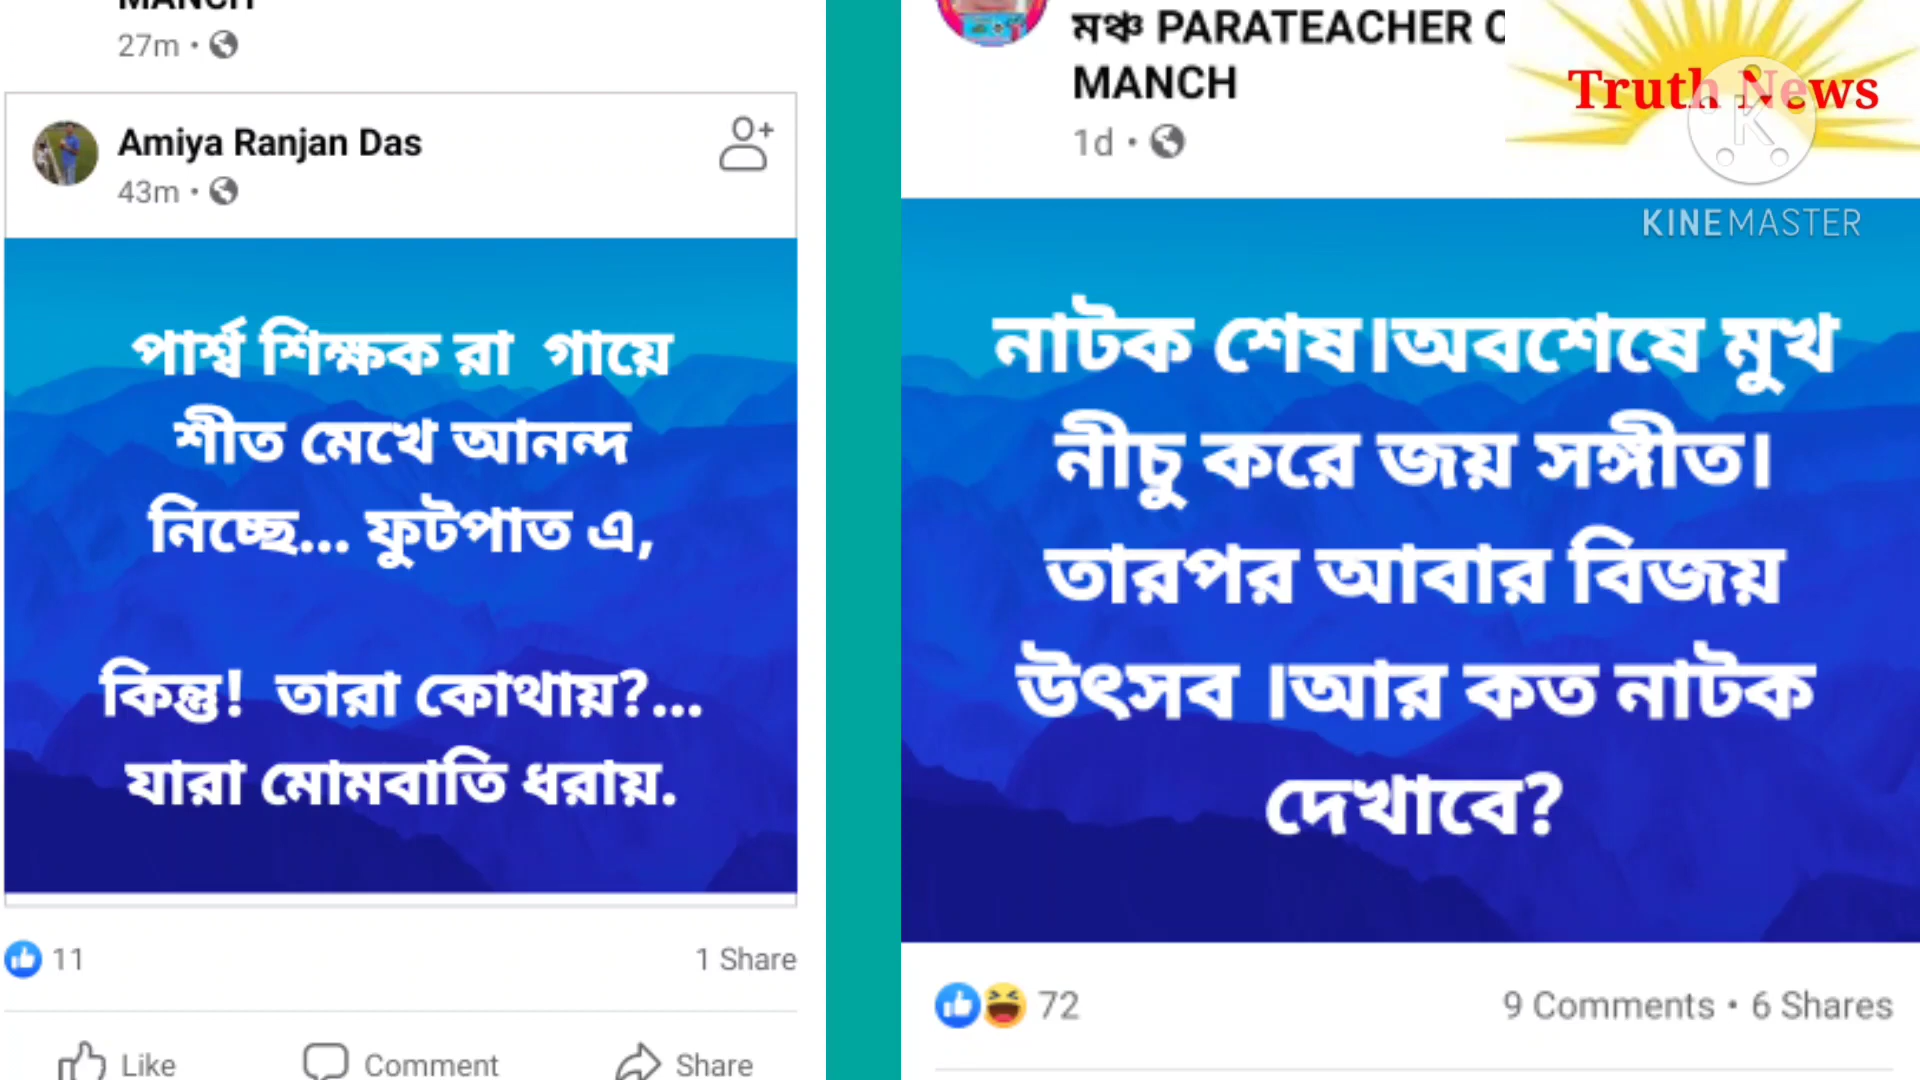 MANCH
27m
Amiya Ranjan Das
43m
পার্শ্ব শিক্ষক রা গায়ে
শীত মেখে আনন্দ
নিচ্ছে... ফুটপাত এ,
কিন্তু! তারা কোথায়?...
যারা মোমবাতি ধরায়.
11
1 Share
Like
Comment
Share
মঞ্চ PARATEACHER
MANCH
1d
Truth News
KINEMASTER
নাটক শেষ।অবশেষে মুখ
নীচু করে জয় সঙ্গীত।
তারপর আবার বিজয়
উৎসব ।আর কত নাটক
দেখাবে?
72
9 Comments • 6 Shares